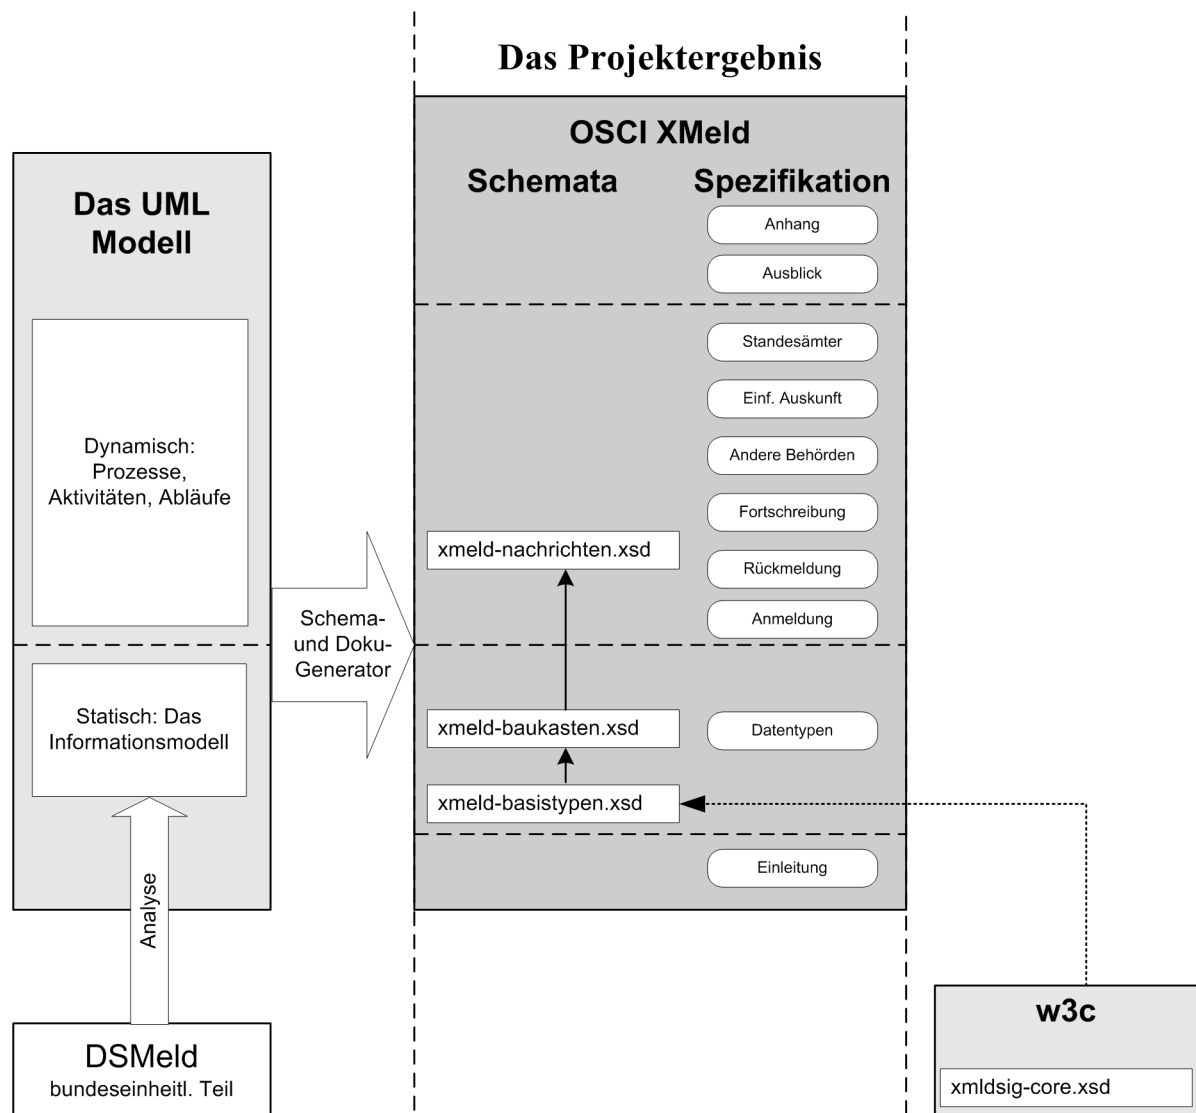 Das Projektergebnis
OSCI XMeld
Schemata
Spezifikation
Anhang
Ausblick
Standesämter
Einf. Auskunft
Andere Behörden
Fortschreibung
Rückmeldung
Anmeldung
Datentypen
Einleitung
xmeld-nachrichten.xsd
xmeld-baukasten.xsd
xmeld-basistypen.xsd
Das UML
Modell
Dynamisch:
Prozesse,
Aktivitäten, Abläufe
Statisch: Das
Informationsmodell
Schema-
und Doku-
Generator
Analyse
DSMeld
bundeseinheitl. Teil
w3c
xmldsig-core.xsd